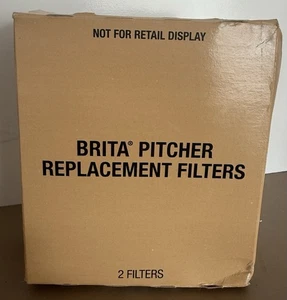 NOT FOR RETAIL DISPLAY
BRITA® PITCHER
REPLACEMENT FILTERS
2 FILTERS